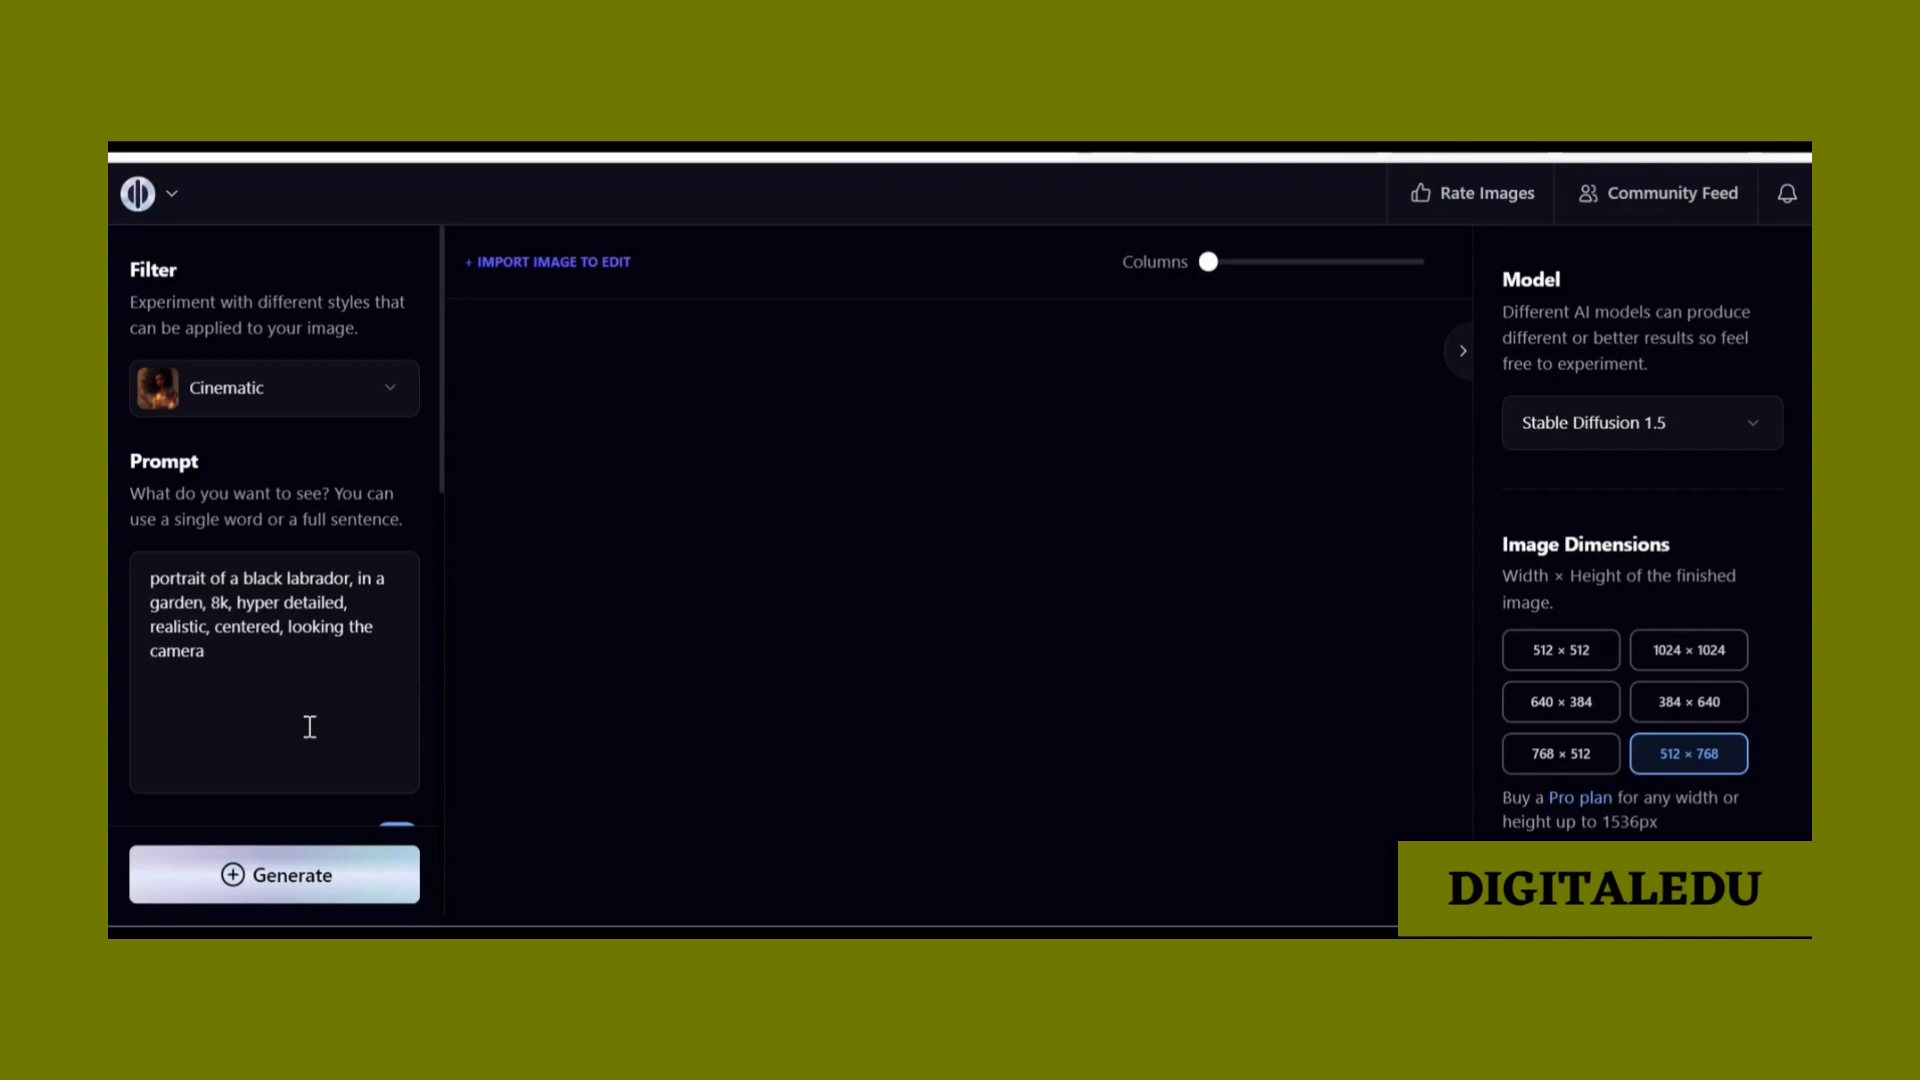 Rate Images
Community Feed
Filter
Experiment with different styles that
can be applied to your image.
Cinematic
Prompt
What do you want to see? You can
use a single word or a full sentence.
portrait of a black labrador, in a
garden, 8k, hyper detailed,
realistic, centered, looking the
camera
Generate
+ IMPORT IMAGE TO EDIT
Columns
Model
Different AI models can produce
different or better results so feel
free to experiment.
Stable Diffusion 1.5
Image Dimensions
Width × Height of the finished
image.
512 × 512
1024 × 1024
640 × 384
384 × 640
768 × 512
512 × 768
Buy a Pro plan for any width or
height up to 1536px
DIGITALEDU